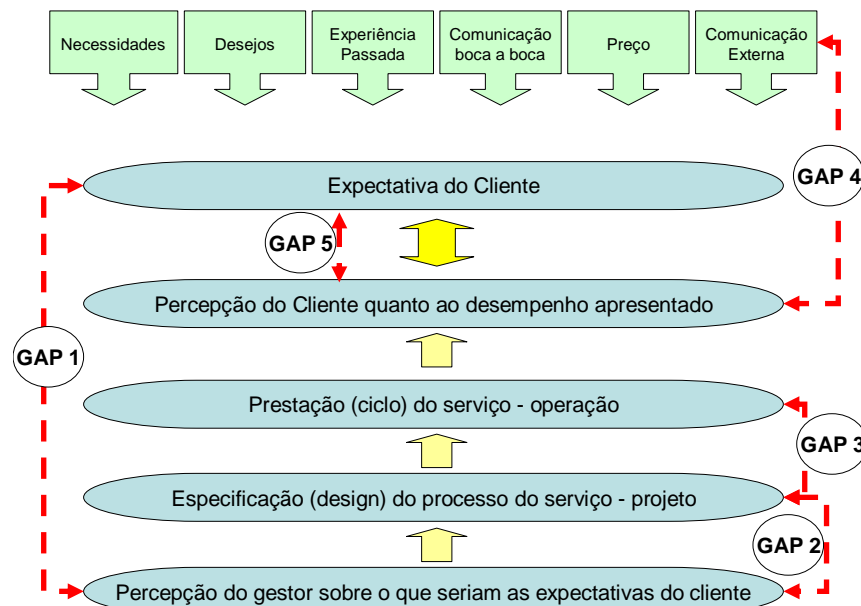 Necessidades
Desejos
Experiência
Passada
Comunicação
boca a boca
Preço
Comunicação
Externa
GAP 4
Expectativa do Cliente
GAP 5
Percepção do Cliente quanto ao desempenho apresentado
GAP 1
Prestação (ciclo) do serviço - operação
GAP 3
Especificação (design) do processo do serviço - projeto
GAP 2
Percepção do gestor sobre o que seriam as expectativas do cliente